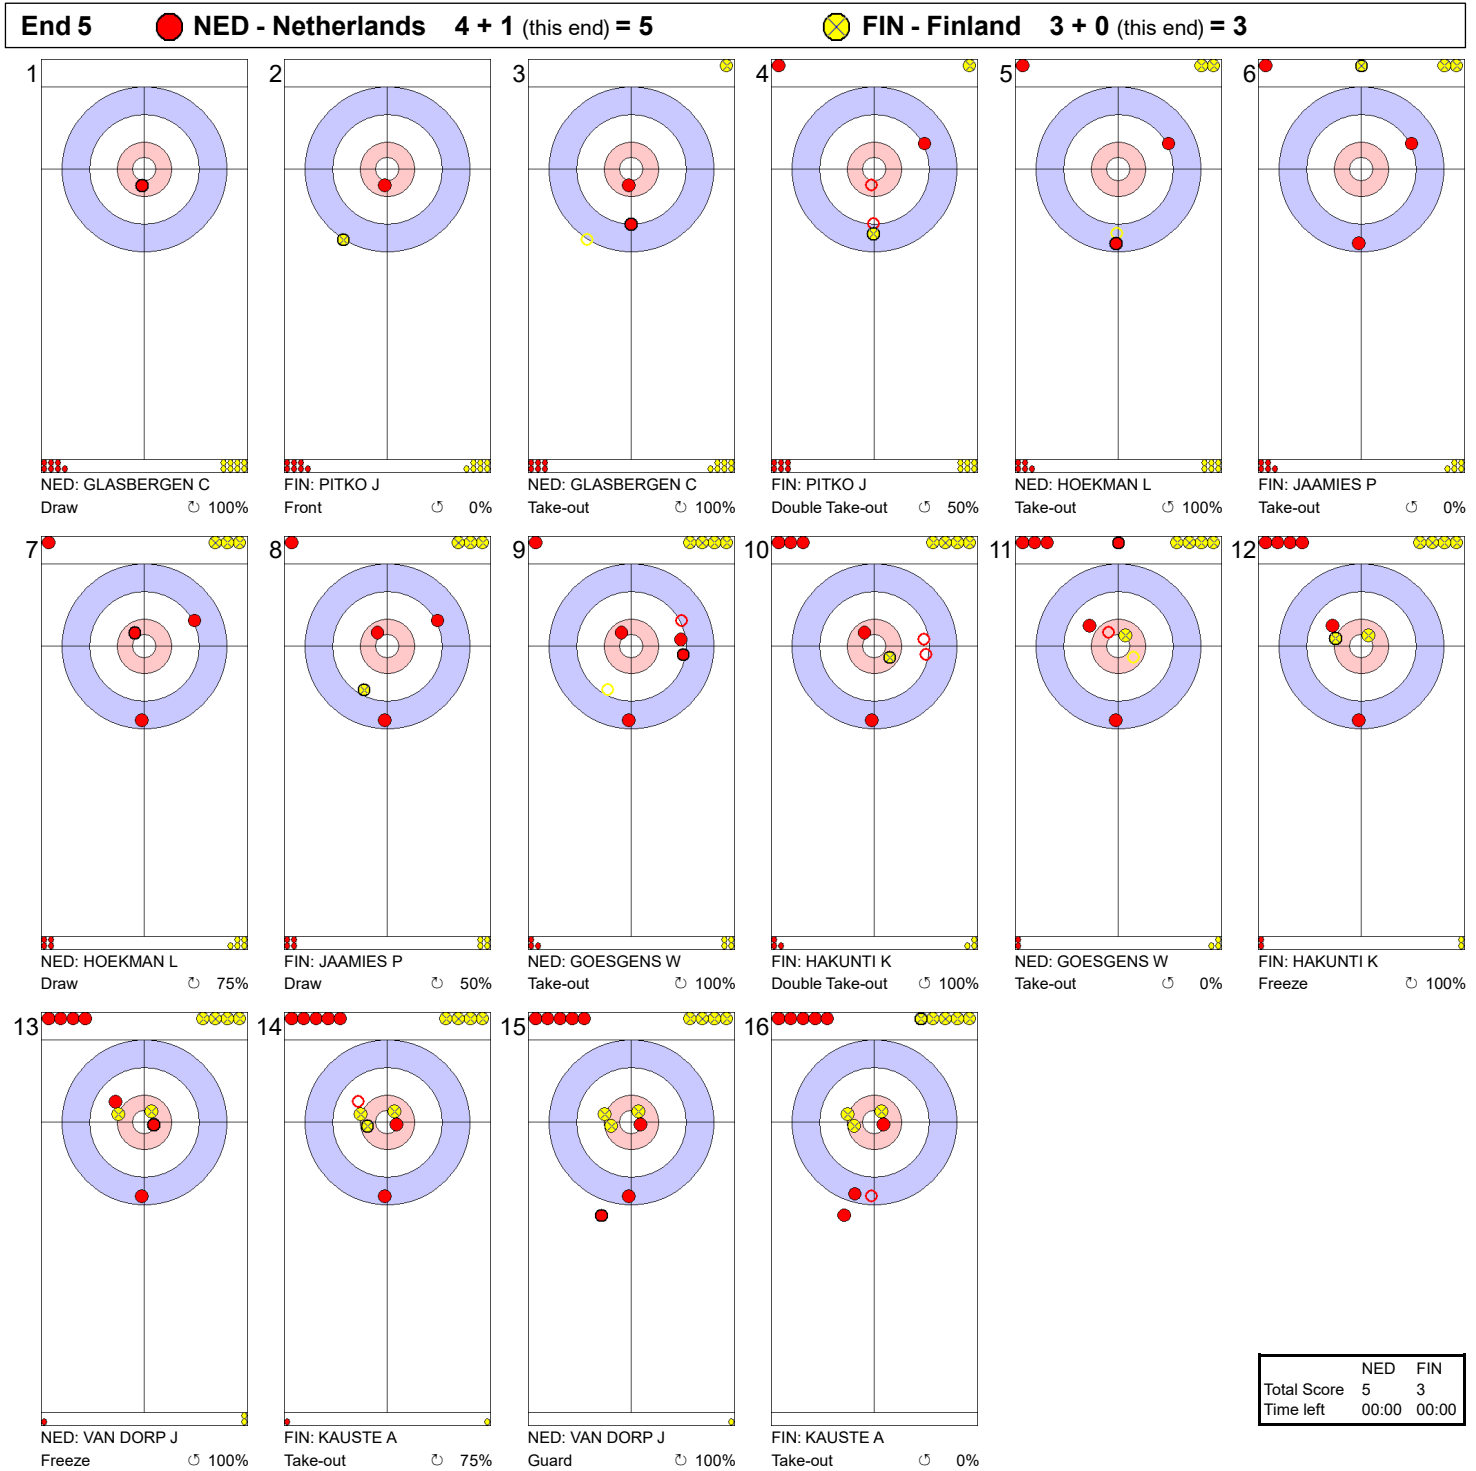 End 5 NED - Netherlands 4 + 1 (this end) = 5 FIN - Finland 3 + 0 (this end) = 3
1 2 3 4 5 6
NED: GLASBERGEN C FIN: PITKO J NED: GLASBERGEN C FIN: PITKO J NED: HOEKMAN L FIN: JAAMIES P
Draw ↻ 100% Front ↺ 0% Take-out ↻ 100% Double Take-out ↺ 50% Take-out ↻ 100% Take-out ↺ 0%
7 8 9 10 11 12
NED: HOEKMAN L FIN: JAAMIES P NED: GOESGENS W FIN: HAKUNTI K NED: GOESGENS W FIN: HAKUNTI K
Draw ↻ 75% Draw ↺ 50% Take-out ↻ 100% Double Take-out ↻ 100% Take-out ↺ 0% Freeze ↻ 100%
13 14 15 16
NED FIN
Total Score 5 3
Time left 00:00 00:00
NED: VAN DORP J FIN: KAUSTE A NED: VAN DORP J FIN: KAUSTE A
Freeze ↺ 100% Take-out ↻ 75% Guard ↻ 100% Take-out ↺ 0%